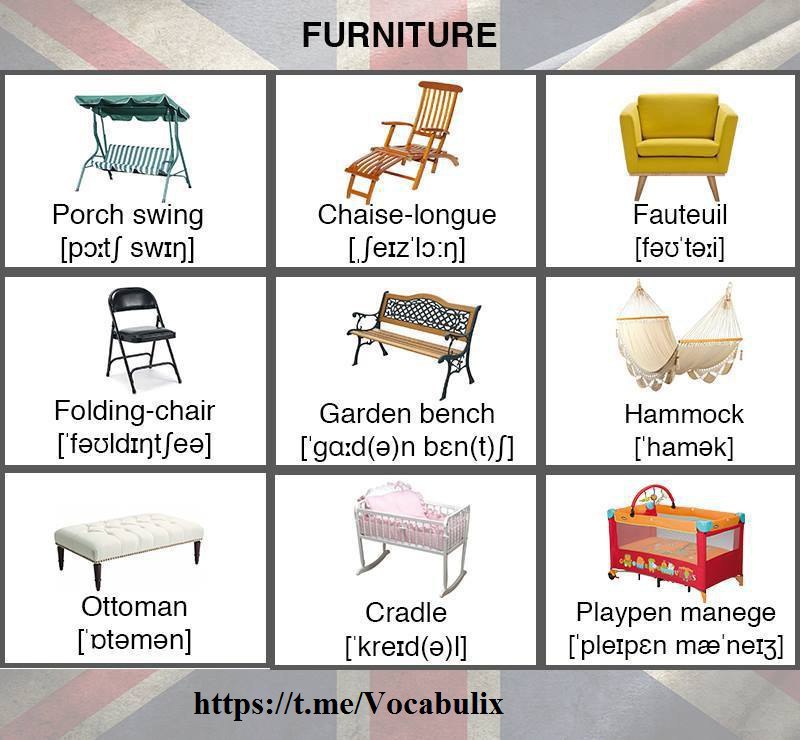 FURNITURE
Porch swing
[pɔːtʃ swɪŋ]
Chaise-longue
[ˌʃeɪzˈlɔːŋ]
Fauteuil
[fəʊˈtəːi]
Folding-chair
[ˈfəʊldɪŋtʃeə]
Garden bench
[ˈɡɑːd(ə)n bɛn(t)ʃ]
Hammock
[ˈhamək]
Ottoman
[ˈɒtəmən]
Cradle
[ˈkreɪd(ə)l]
Playpen manege
[ˈpleɪpɛn mæˈneɪʒ]
https://t.me/Vocabulix